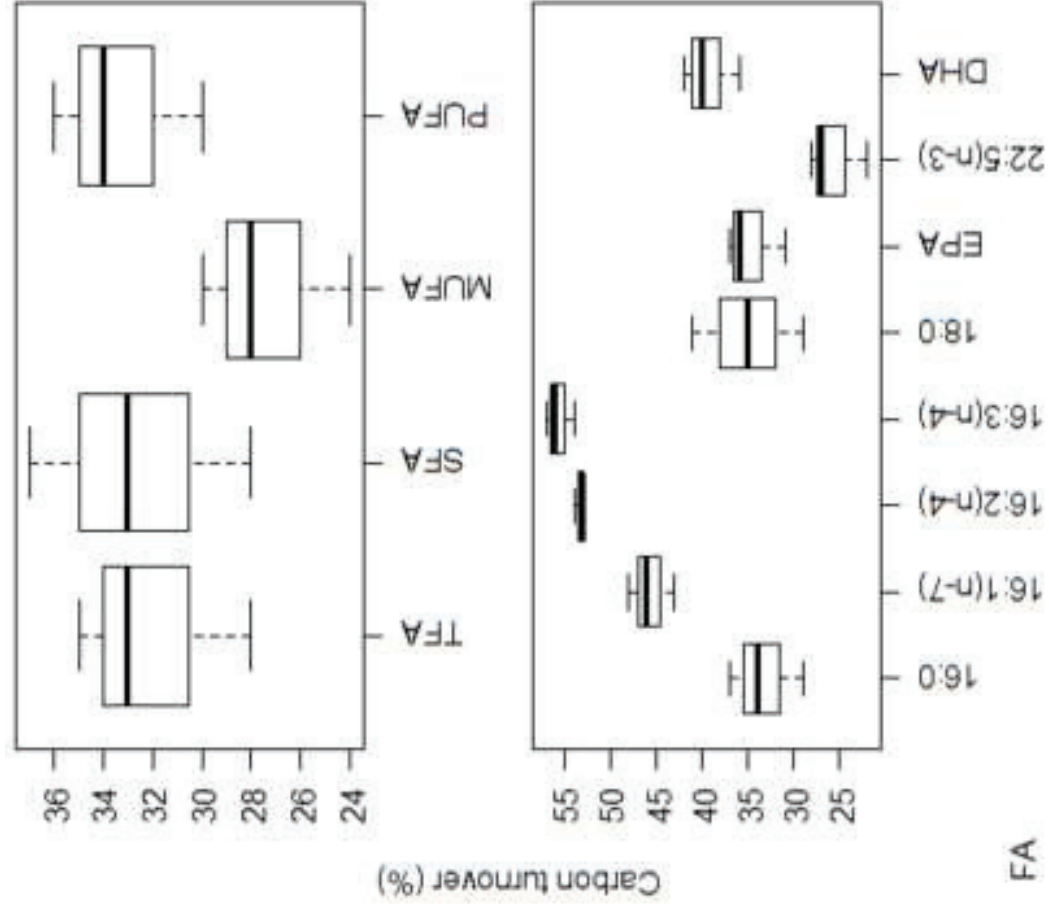 36
34
32
30
28
26
24
TFA
SFA
MUFA
PUFA
Carbon turnover (%)
55
50
45
40
35
30
25
16:0
16:1(n-7)
16:2(n-4)
16:3(n-4)
18:0
EPA
22:5(n-3)
DHA
FA